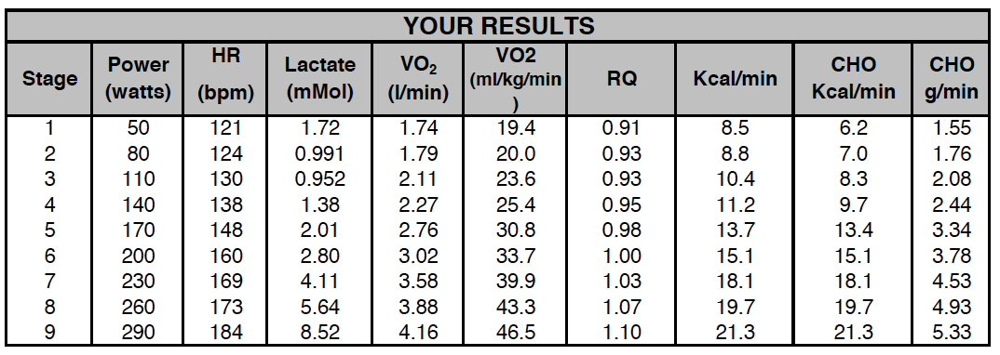 YOUR RESULTS
Stage Power (watts) HR (bpm) Lactate (mMol) VO₂ (l/min) VO2 (ml/kg/min) RQ Kcal/min CHO Kcal/min CHO g/min
1 50 121 1.72 1.74 19.4 0.91 8.5 6.2 1.55
2 80 124 0.991 1.79 20.0 0.93 8.8 7.0 1.76
3 110 130 0.952 2.11 23.6 0.93 10.4 8.3 2.08
4 140 138 1.38 2.27 25.4 0.95 11.2 9.7 2.44
5 170 148 2.01 2.76 30.8 0.98 13.7 13.4 3.34
6 200 160 2.80 3.02 33.7 1.00 15.1 15.1 3.78
7 230 169 4.11 3.58 39.9 1.03 18.1 18.1 4.53
8 260 173 5.64 3.88 43.3 1.07 19.7 19.7 4.93
9 290 184 8.52 4.16 46.5 1.10 21.3 21.3 5.33